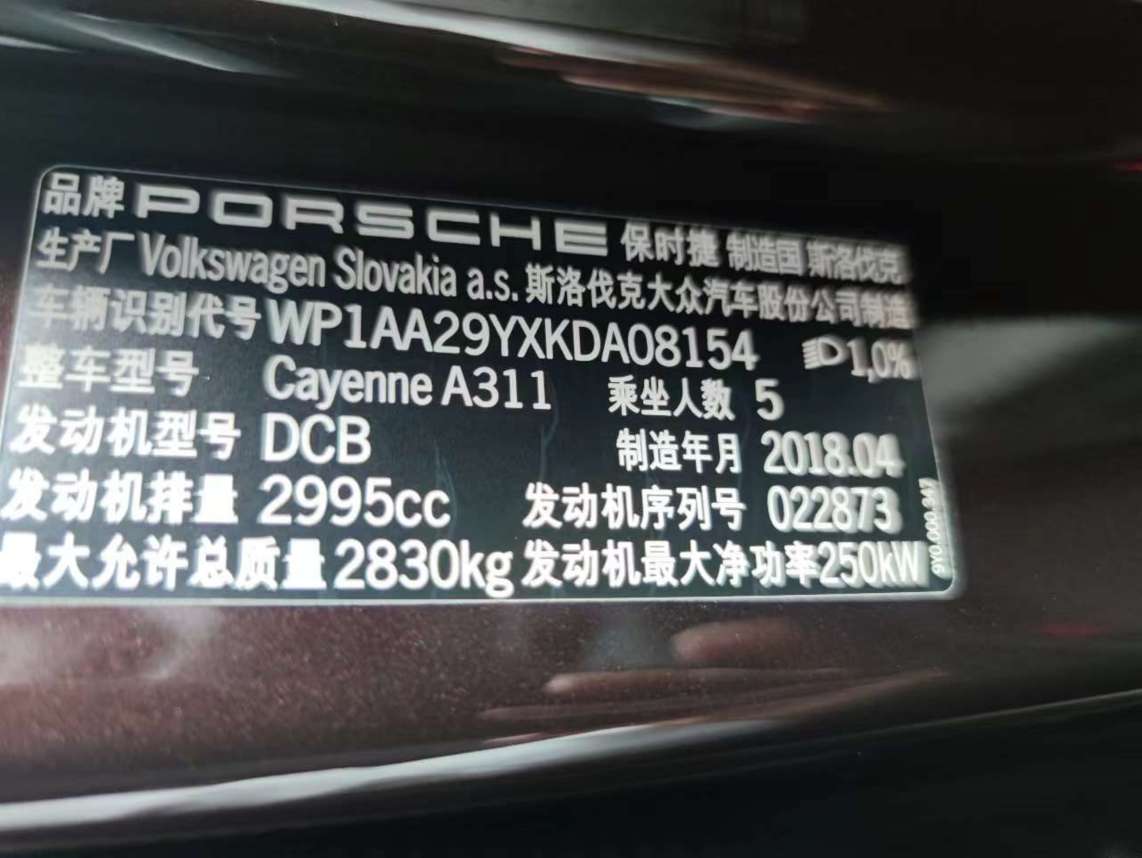 品牌 PORSCHE 保时捷 制造国 斯洛伐克
生产厂 Volkswagen Slovakia a.s. 斯洛伐克大众汽车股份公司制造
车辆识别代号 WP1AA29YXKDA08154 1,0%
整车型号 Cayenne A311 乘坐人数 5
发动机型号 DCB 制造年月 2018.04
发动机排量 2995cc 发动机序列号 022873
最大允许总质量 2830kg 发动机最大净功率 250kW